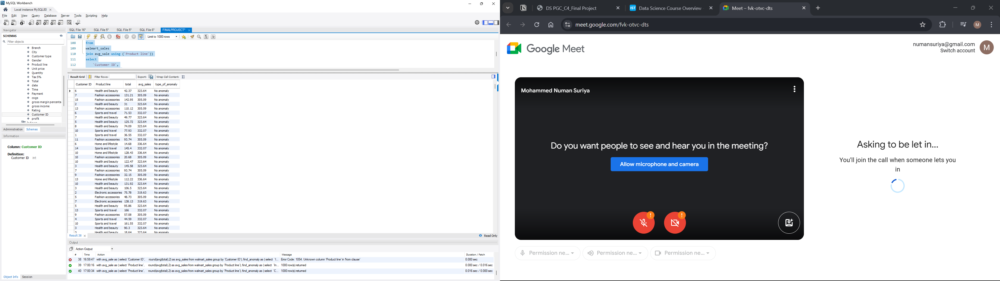 MySQL Workbench
Local instance MySQL80
File Edit View Query Database Server Tools Scripting Help
Navigator
SCHEMAS
Filter objects
Branch
City
Customer type
Gender
Product line
Unit price
Quantity
Tax 5%
Total
date
Time
Payment
cogs
gross margin percenta
gross income
Rating
Customer ID
profit
Administration Schemas
Information
Column: Customer ID
Definition:
Customer ID int
Object Info Session
SQL File 16* SQL File 5* SQL File 5* SQL File 6* FINALPROJECT*
Limit to 1000 rows
108 from
109 walmart_sales
110 join avg_sale using (`Product line`))
111 select
112 `Customer ID`,
Result Grid Filter Rows: Export: Wrap Cell Content:
Customer ID Product line total avg_sales type_of_anomaly
6 Health and beauty 42.37 323.64 No anomaly
7 Fashion accessories 131.21 305.09 No anomaly
15 Fashion accessories 142.95 305.09 No anomaly
2 Health and beauty 31 323.64 No anomaly
13 Fashion accessories 110.12 305.09 No anomaly
6 Sports and travel 71.53 332.07 No anomaly
7 Health and beauty 49.77 323.64 No anomaly
5 Health and beauty 125.72 323.64 No anomaly
8 Health and beauty 74.09 323.64 No anomaly
10 Sports and travel 77.93 332.07 No anomaly
1 Sports and travel 36.55 332.07 No anomaly
11 Fashion accessories 93.74 305.09 No anomaly
6 Home and lifestyle 14.68 336.64 No anomaly
14 Sports and travel 145.4 332.07 No anomaly
10 Home and lifestyle 128.43 336.64 No anomaly
10 Fashion accessories 20.68 305.09 No anomaly
10 Health and beauty 122.47 323.64 No anomaly
3 Health and beauty 145.58 323.64 No anomaly
7 Fashion accessories 93.74 305.09 No anomaly
9 Fashion accessories 32.15 305.09 No anomaly
13 Home and lifestyle 112.22 336.64 No anomaly
10 Health and beauty 131.92 323.64 No anomaly
3 Health and beauty 106.5 323.64 No anomaly
2 Electronic accessories 75.78 319.63 No anomaly
5 Fashion accessories 48.73 305.09 No anomaly
7 Electronic accessories 138.13 319.63 No anomaly
5 Health and beauty 95.86 323.64 No anomaly
13 Sports and travel 166 332.07 No anomaly
9 Fashion accessories 57.08 305.09 No anomaly
4 Sports and travel 44.59 332.07 No anomaly
10 Sports and travel 161.55 332.07 No anomaly
3 Health and beauty 90.3 323.64 No anomaly
3 Health and beauty 18.64 323.64 No anomaly
Result 38 Read Only
Output
Action Output
# Time Action Message Duration / Fetch
38 16:59:47 with avg_sale as ( select `Customer ID`, round(avg(total),2) as avg_sales from walmart_sales group by `Customer ID`), find_anomaly as ( select `I... Error Code: 1054. Unknown column 'Product line' in 'from clause' 0.000 sec
39 17:00:16 with avg_sale as ( select `Product line`, round(avg(total),2) as avg_sales from walmart_sales group by `Product line`), find_anomaly as ( select `In... 1000 row(s) returned 0.000 sec / 0.016 sec
40 17:00:34 with avg_sale as ( select `Product line`, round(avg(total),2) as avg_sales from walmart_sales group by `Product line`), find_anomaly as ( select `C... 1000 row(s) returned 0.016 sec / 0.000 sec
DS PGC_C4_Final Project
IST Data Science Course Overview
Meet – fvk-otvc-dts
meet.google.com/fvk-otvc-dts
M
Google Meet
numansuriya@gmail.com
Switch account
M
Mohammed Numan Suriya
Do you want people to see and hear you in the meeting?
Allow microphone and camera
Permission ne... Permission ne... Permission ne...
Asking to be let in...
You'll join the call when someone lets you
in